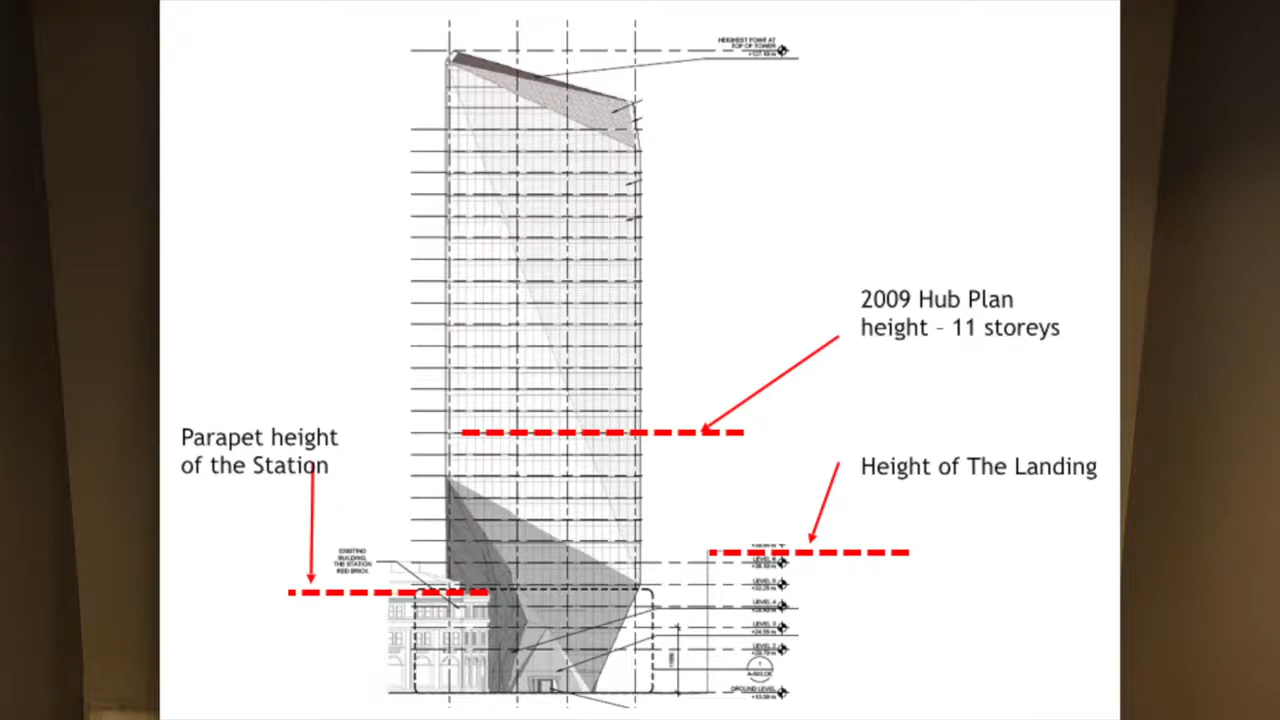 HEIGHEST POINT AT
TOP OF TOWER
2009 Hub Plan
height – 11 storeys
Parapet height
of the Station
Height of The Landing
EXISTING
BUILDING,
THE STATION
RED BRICK
LEVEL 6
LEVEL 5
LEVEL 4
LEVEL 3
LEVEL 2
1
GROUND LEVEL